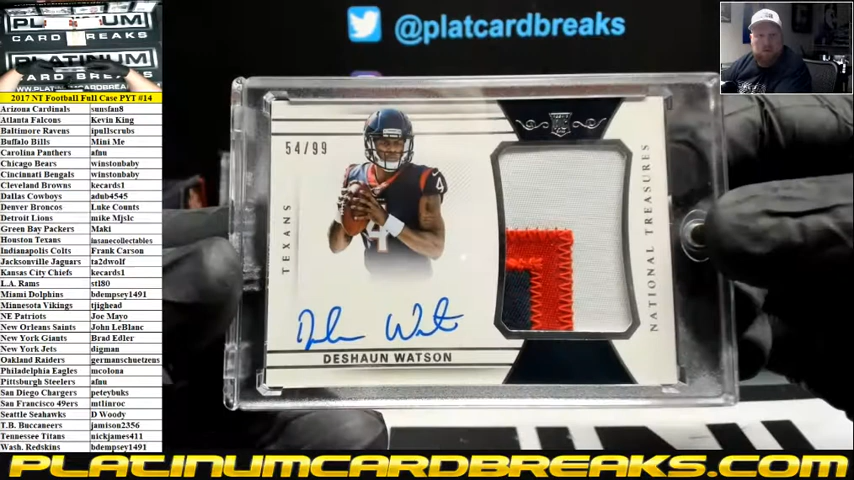 PLATINUM
CARD BREAKS
PLATINUM
CARD BREAKS
@platcardbreaks
2017 NT Football Full Case PYT #14
Arizona Cardinals sunsfan8
Atlanta Falcons Kevin King
Baltimore Ravens ipullscrubs
Buffalo Bills Mini Me
Carolina Panthers afnu
Chicago Bears winstonbaby
Cincinnati Bengals winstonbaby
Cleveland Browns kecards1
Dallas Cowboys adub4545
Denver Broncos Luke Counts
Detroit Lions mike Mjslc
Green Bay Packers Maki
Houston Texans insanecollectables
Indianapolis Colts Frank Carson
Jacksonville Jaguars ta2dwolf
Kansas City Chiefs kecards1
L.A. Rams stl80
Miami Dolphins bdempsey1491
Minnesota Vikings tjighead
NE Patriots Joe Mayo
New Orleans Saints John LeBlanc
New York Giants Brad Edler
New York Jets digman
Oakland Raiders germanschuetzens
Philadelphia Eagles mcolona
Pittsburgh Steelers afnu
San Diego Chargers peteybuks
San Francisco 49ers mtlinroc
Seattle Seahawks D Woody
T.B. Buccaneers jamison2356
Tennessee Titans nickjames411
Wash. Redskins bdempsey1491
54/99
TEXANS
4
NATIONAL TREASURES
DESHAUN WATSON
PLATINUMCARDBREAKS.COM